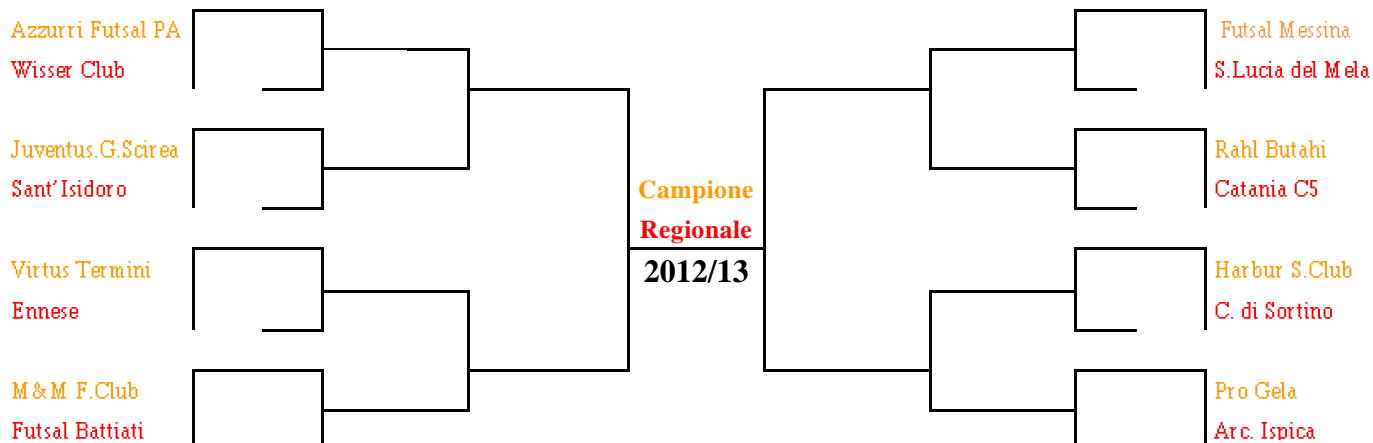 Azzurri Futsal PA
Wisser Club
Juventus.G.Scirea
Sant'Isidoro
Virtus Termini
Ennese
M&M F.Club
Futsal Battiati
Campione
Regionale
2012/13
Futsal Messina
S.Lucia del Mela
Rahl Butahi
Catania C5
Harbur S.Club
C. di Sortino
Pro Gela
Arc. Ispica